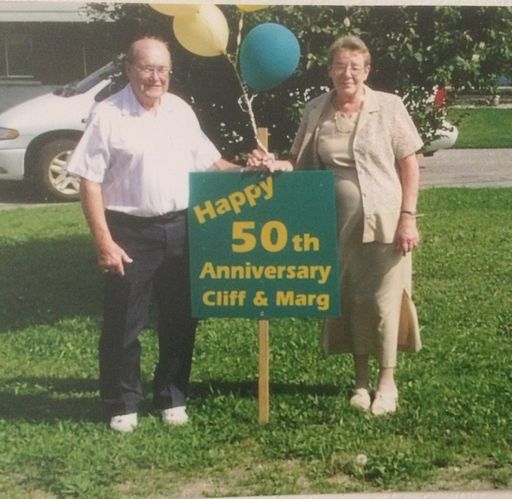 Happy
50th
Anniversary
Cliff & Marg